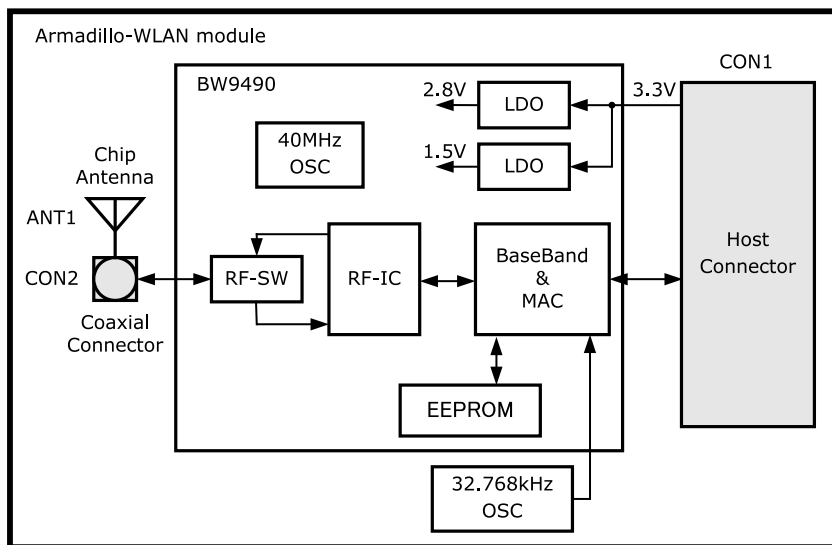 Armadillo-WLAN module
CON1
BW9490
2.8V
LDO
3.3V
40MHz
OSC
1.5V
LDO
Chip
Antenna
ANT1
CON2
Coaxial
Connector
RF-SW
RF-IC
BaseBand
&
MAC
Host
Connector
EEPROM
32.768kHz
OSC